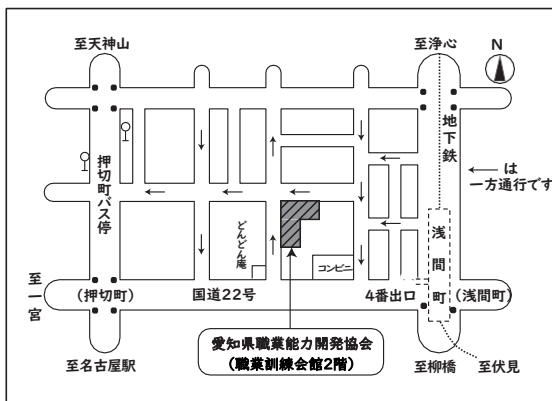 至天神山
至浄心
N
地下鉄
← は
一方通行です
押切町バス停
どんどん庵
コンビニ
浅間町
至一宮
(押切町)
国道22号
4番出口
(浅間町)
愛知県職業能力開発協会
(職業訓練会館2階)
至名古屋駅
至柳橋
至伏見